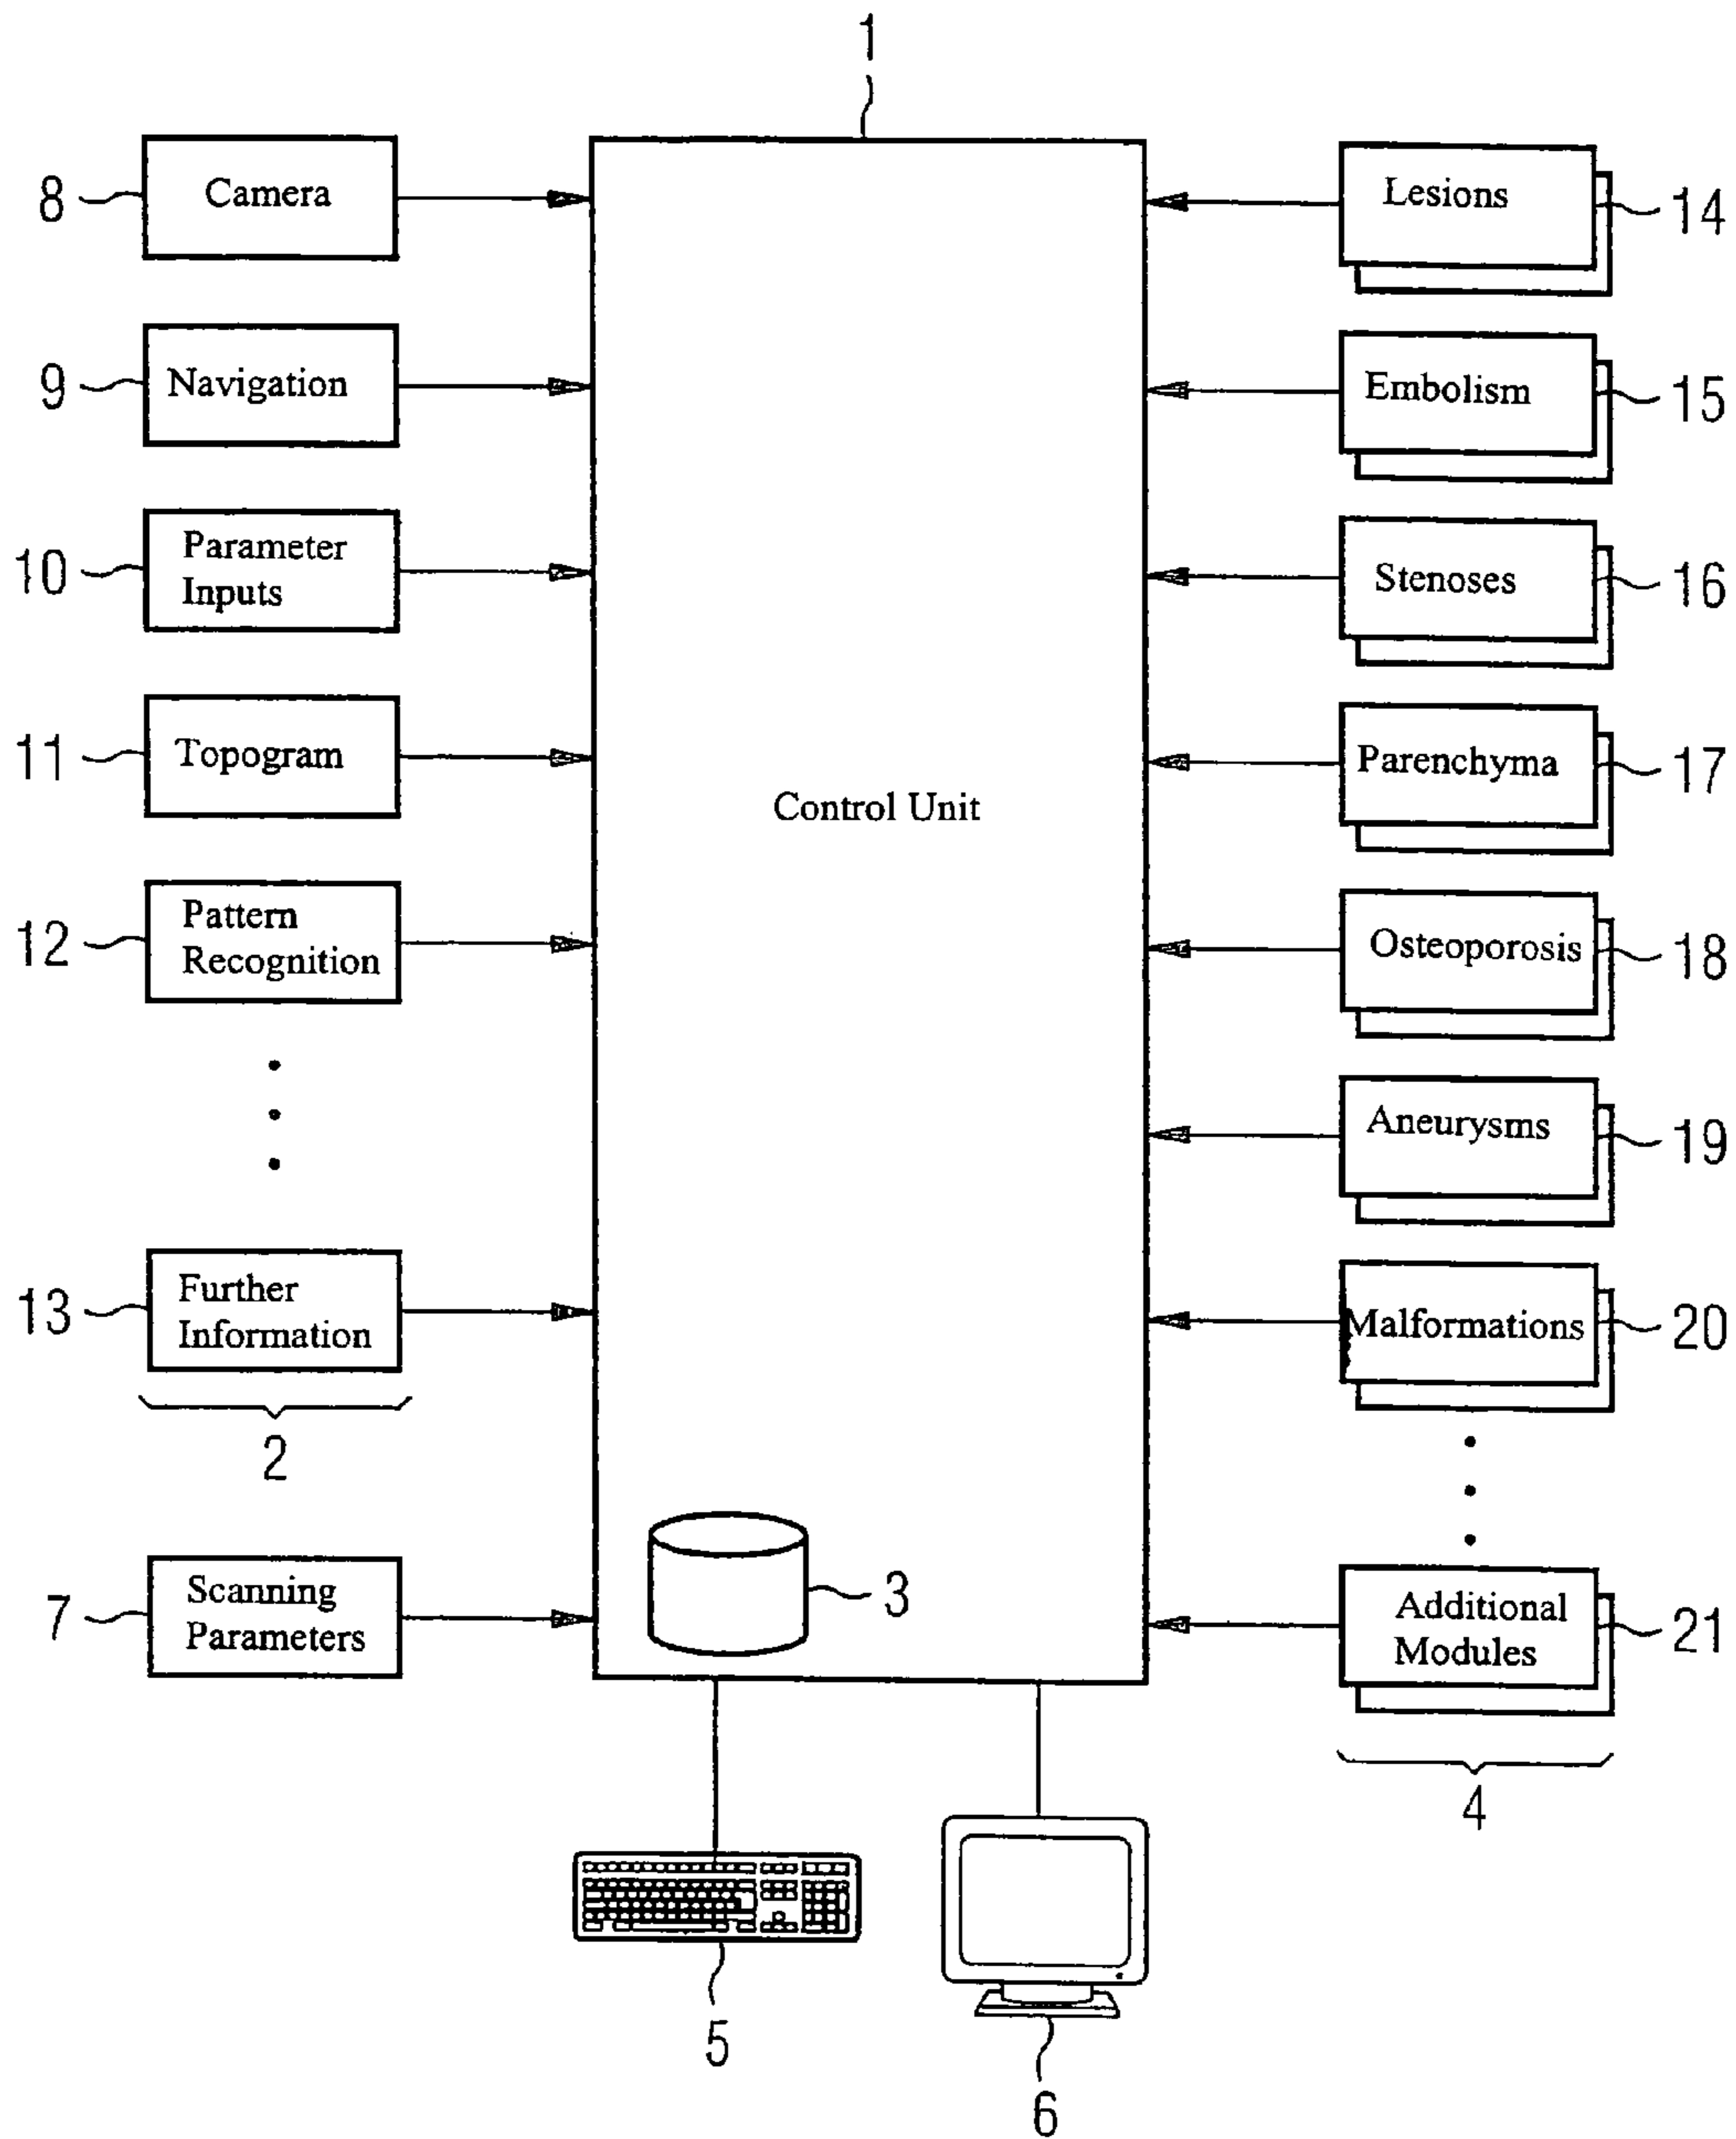 1
8
Camera
Lesions
14
9
Navigation
Embolism
15
10
Parameter
Inputs
Stenoses
16
11
Topogram
Control Unit
Parenchyma
17
12
Pattern
Recognition
Osteoporosis
18
Aneurysms
19
13
Further
Information
Malformations
20
2
7
Scanning
Parameters
3
Additional
Modules
21
4
5
6